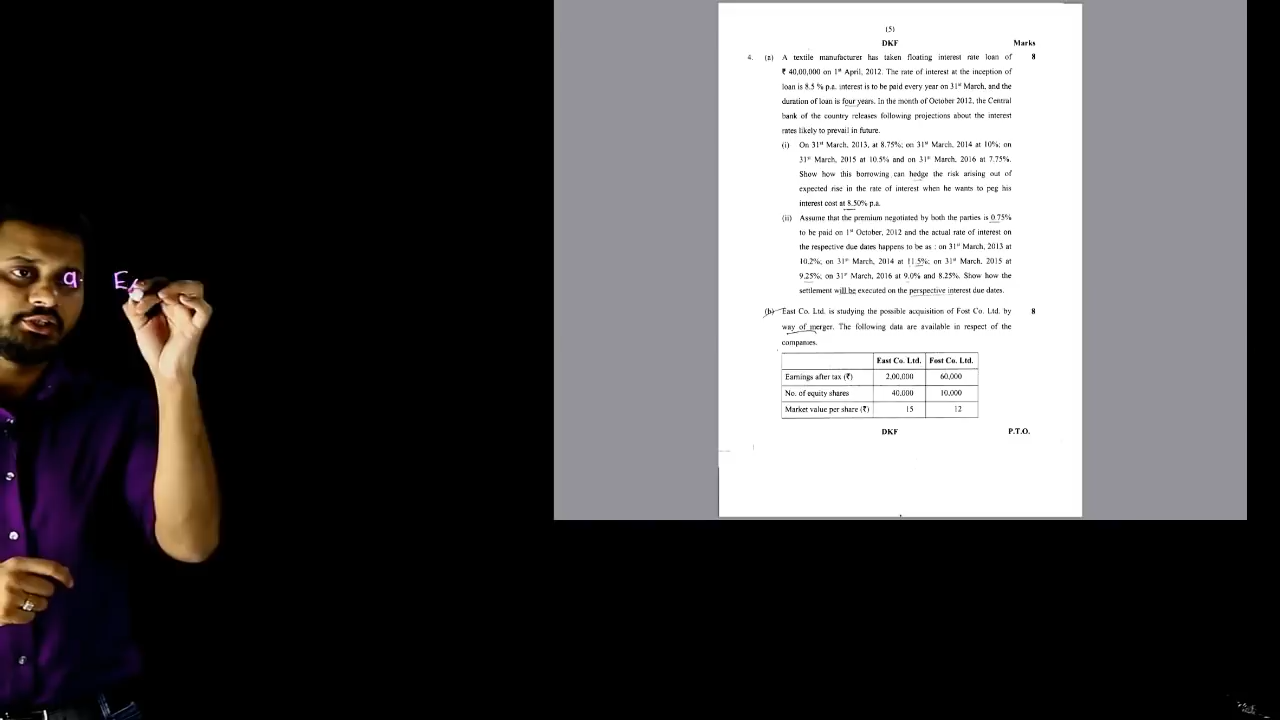 (5)
DKF
Marks
4. (a) A textile manufacturer has taken floating interest rate loan of 8
₹ 40,00,000 on 1st April, 2012. The rate of interest at the inception of
loan is 8.5 % p.a. interest is to be paid every year on 31st March, and the
duration of loan is four years. In the month of October 2012, the Central
bank of the country releases following projections about the interest
rates likely to prevail in future.
(i) On 31st March, 2013, at 8.75%; on 31st March, 2014 at 10%; on
31st March, 2015 at 10.5% and on 31st March, 2016 at 7.75%.
Show how this borrowing can hedge the risk arising out of
expected rise in the rate of interest when he wants to peg his
interest cost at 8.50% p.a.
(ii) Assume that the premium negotiated by both the parties is 0.75%
to be paid on 1st October, 2012 and the actual rate of interest on
the respective due dates happens to be as : on 31st March, 2013 at
10.2%; on 31st March, 2014 at 11.5%; on 31st March, 2015 at
9.25%; on 31st March, 2016 at 9.0% and 8.25%. Show how the
settlement will be executed on the perspective interest due dates.
(b) East Co. Ltd. is studying the possible acquisition of Fost Co. Ltd. by 8
way of merger. The following data are available in respect of the
companies.
East Co. Ltd. Fost Co. Ltd.
Earnings after tax (₹) 2,00,000 60,000
No. of equity shares 40,000 10,000
Market value per share (₹) 15 12
DKF
P.T.O.
a. E